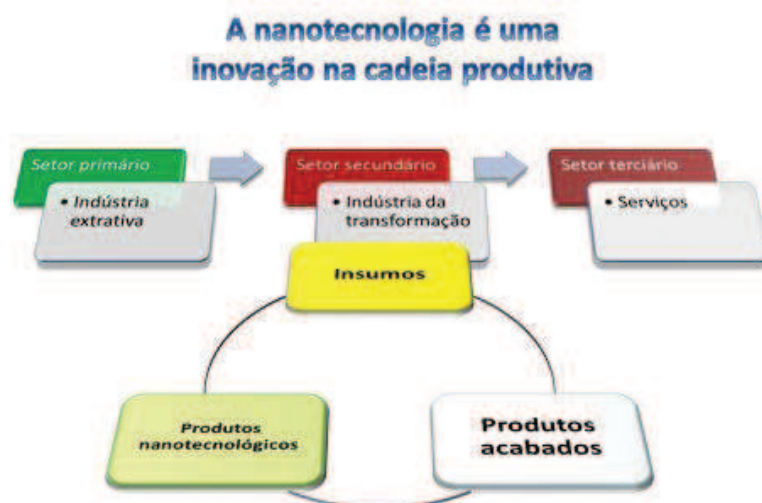 A nanotecnologia é uma
inovação na cadeia produtiva
Setor primário
• Indústria
extrativa
Setor secundário
• Indústria da
transformação
Setor terciário
• Serviços
Insumos
Produtos
nanotecnológicos
Produtos
acabados